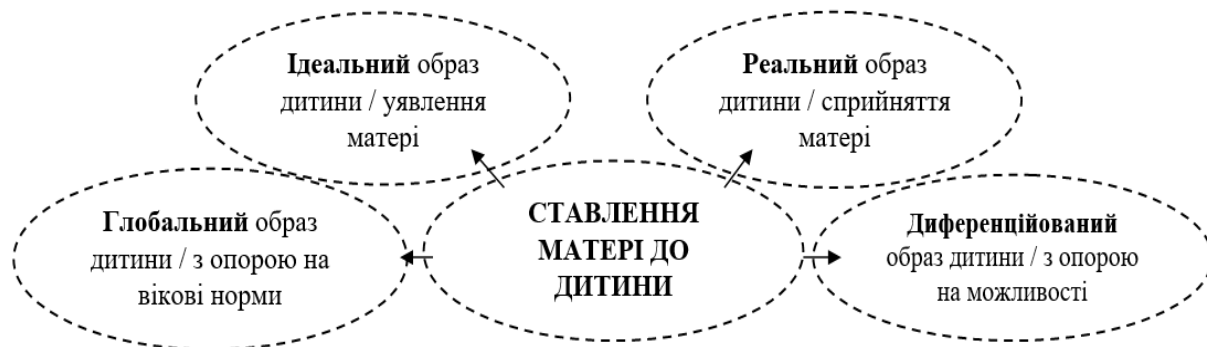 Ідеальний образ
дитини / уявлення
матері
Реальний образ
дитини / сприйняття
матері
Глобальний образ
дитини / з опорою на
вікові норми
СТАВЛЕННЯ
МАТЕРІ ДО
ДИТИНИ
Диференційований
образ дитини / з опорою
на можливості